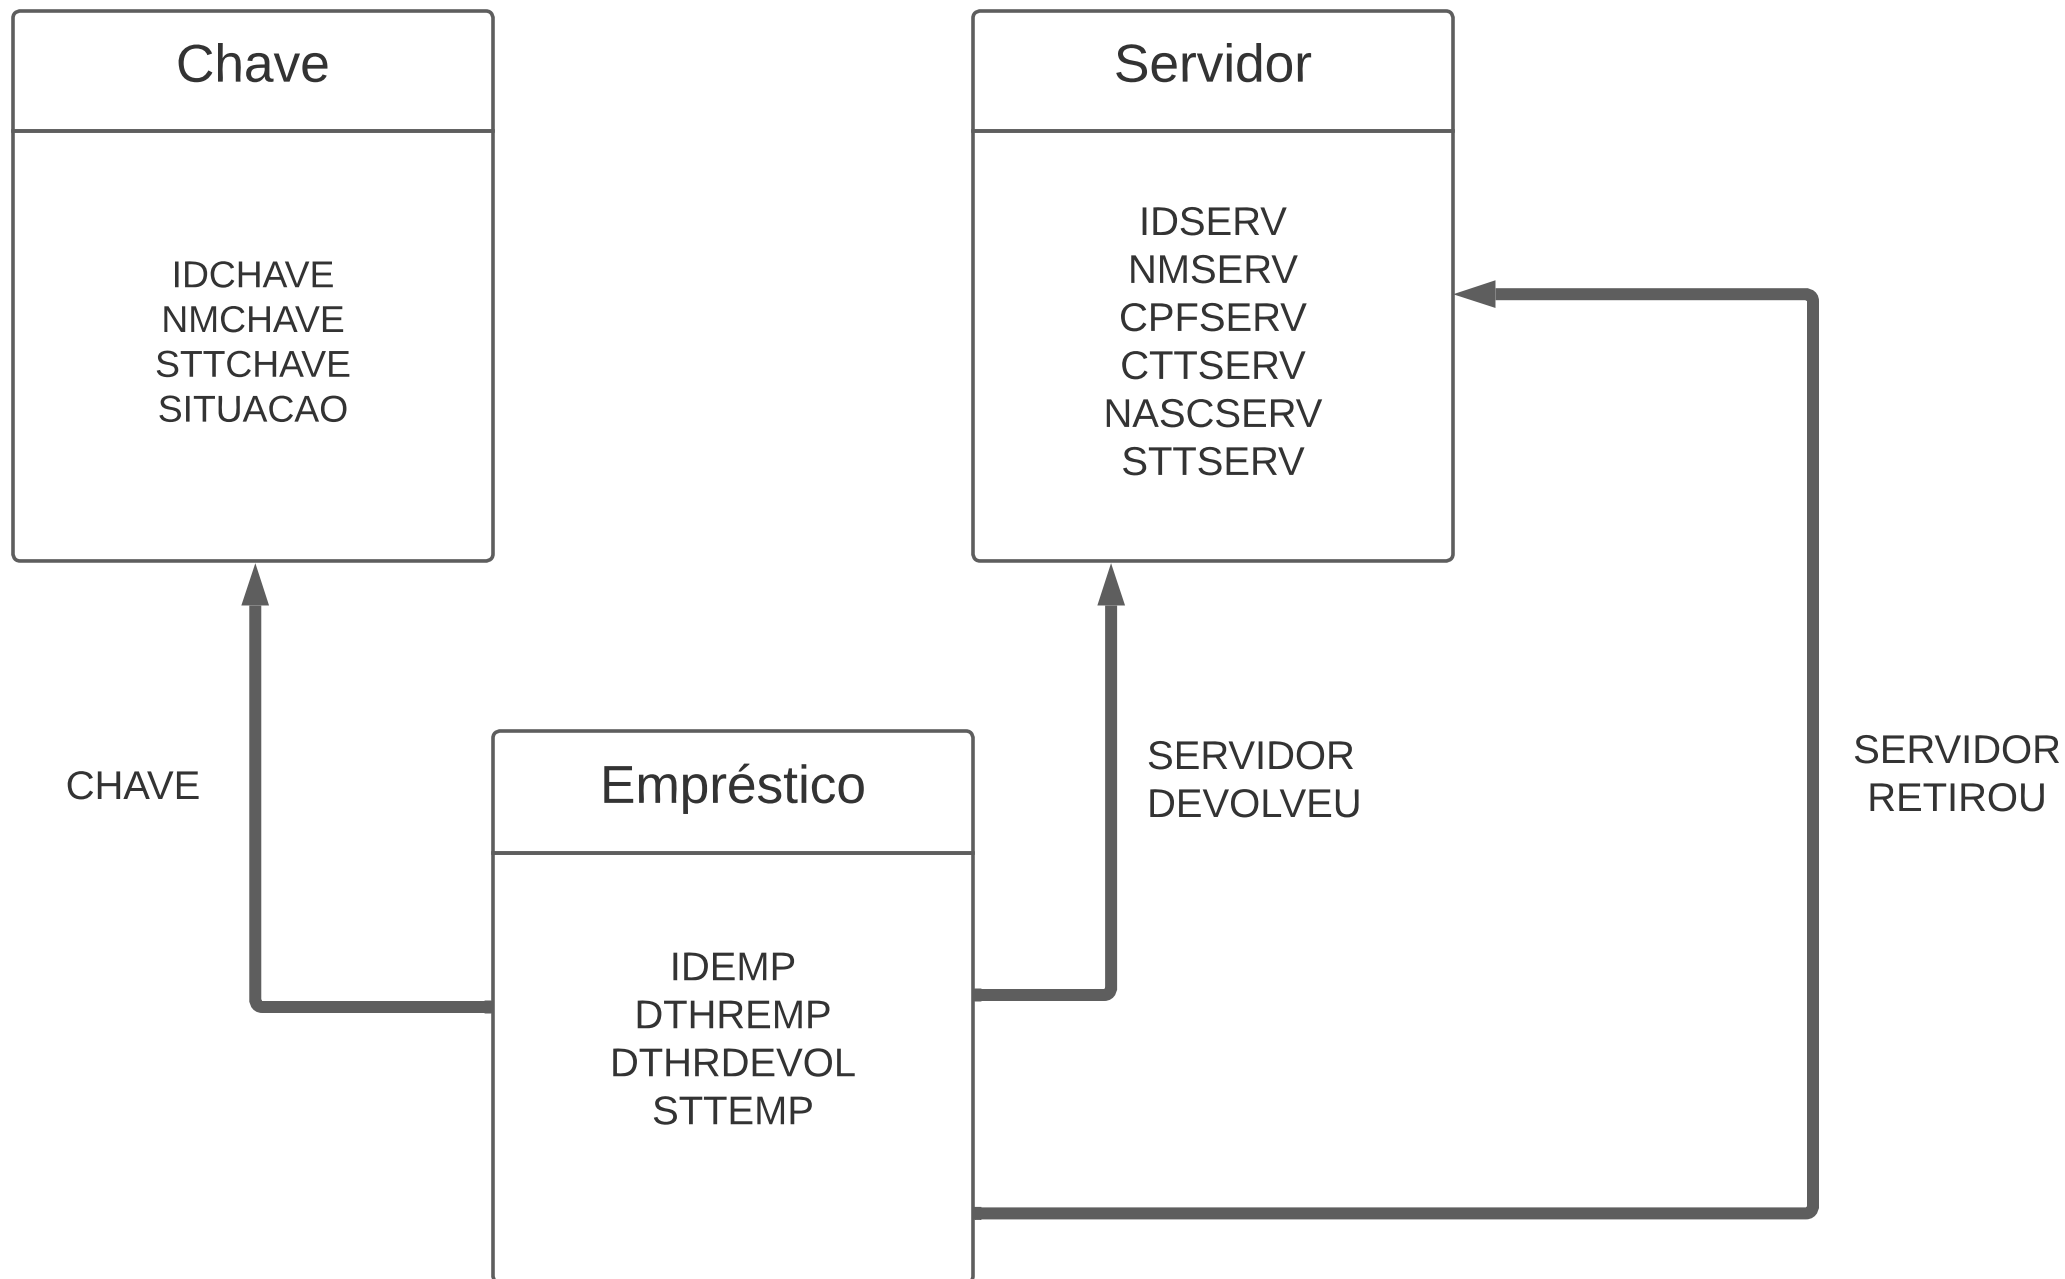 Chave
IDCHAVE
NMCHAVE
STTCHAVE
SITUACAO
Servidor
IDSERV
NMSERV
CPFSERV
CTTSERV
NASCSERV
STTSERV
CHAVE
Empréstico
IDEMP
DTHREMP
DTHRDEVOL
STTEMP
SERVIDOR
DEVOLVEU
SERVIDOR
RETIROU